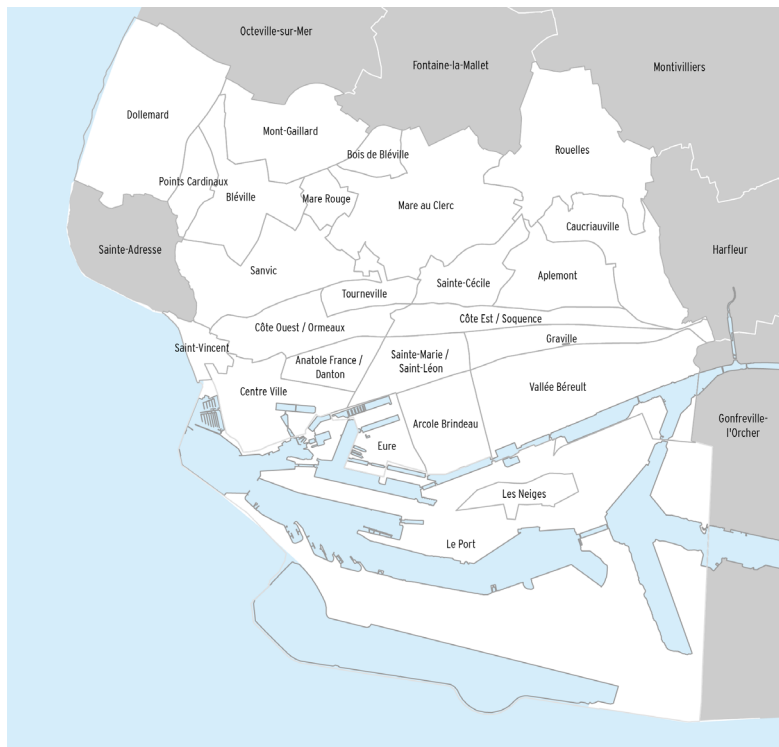 Octeville-sur-Mer
Fontaine-la-Mallet
Montivilliers
Dollemard
Mont-Gaillard
Bois de Bléville
Rouelles
Points Cardinaux
Bléville
Mare Rouge
Mare au Clerc
Caucriauville
Sainte-Adresse
Harfleur
Sanvic
Sainte-Cécile
Aplemont
Tourneville
Côte Ouest / Ormeaux
Côte Est / Soquence
Graville
Saint-Vincent
Anatole France /
Danton
Sainte-Marie /
Saint-Léon
Centre Ville
Vallée Béreult
Arcole Brindeau
Gonfreville-
l'Orcher
Eure
Les Neiges
Le Port